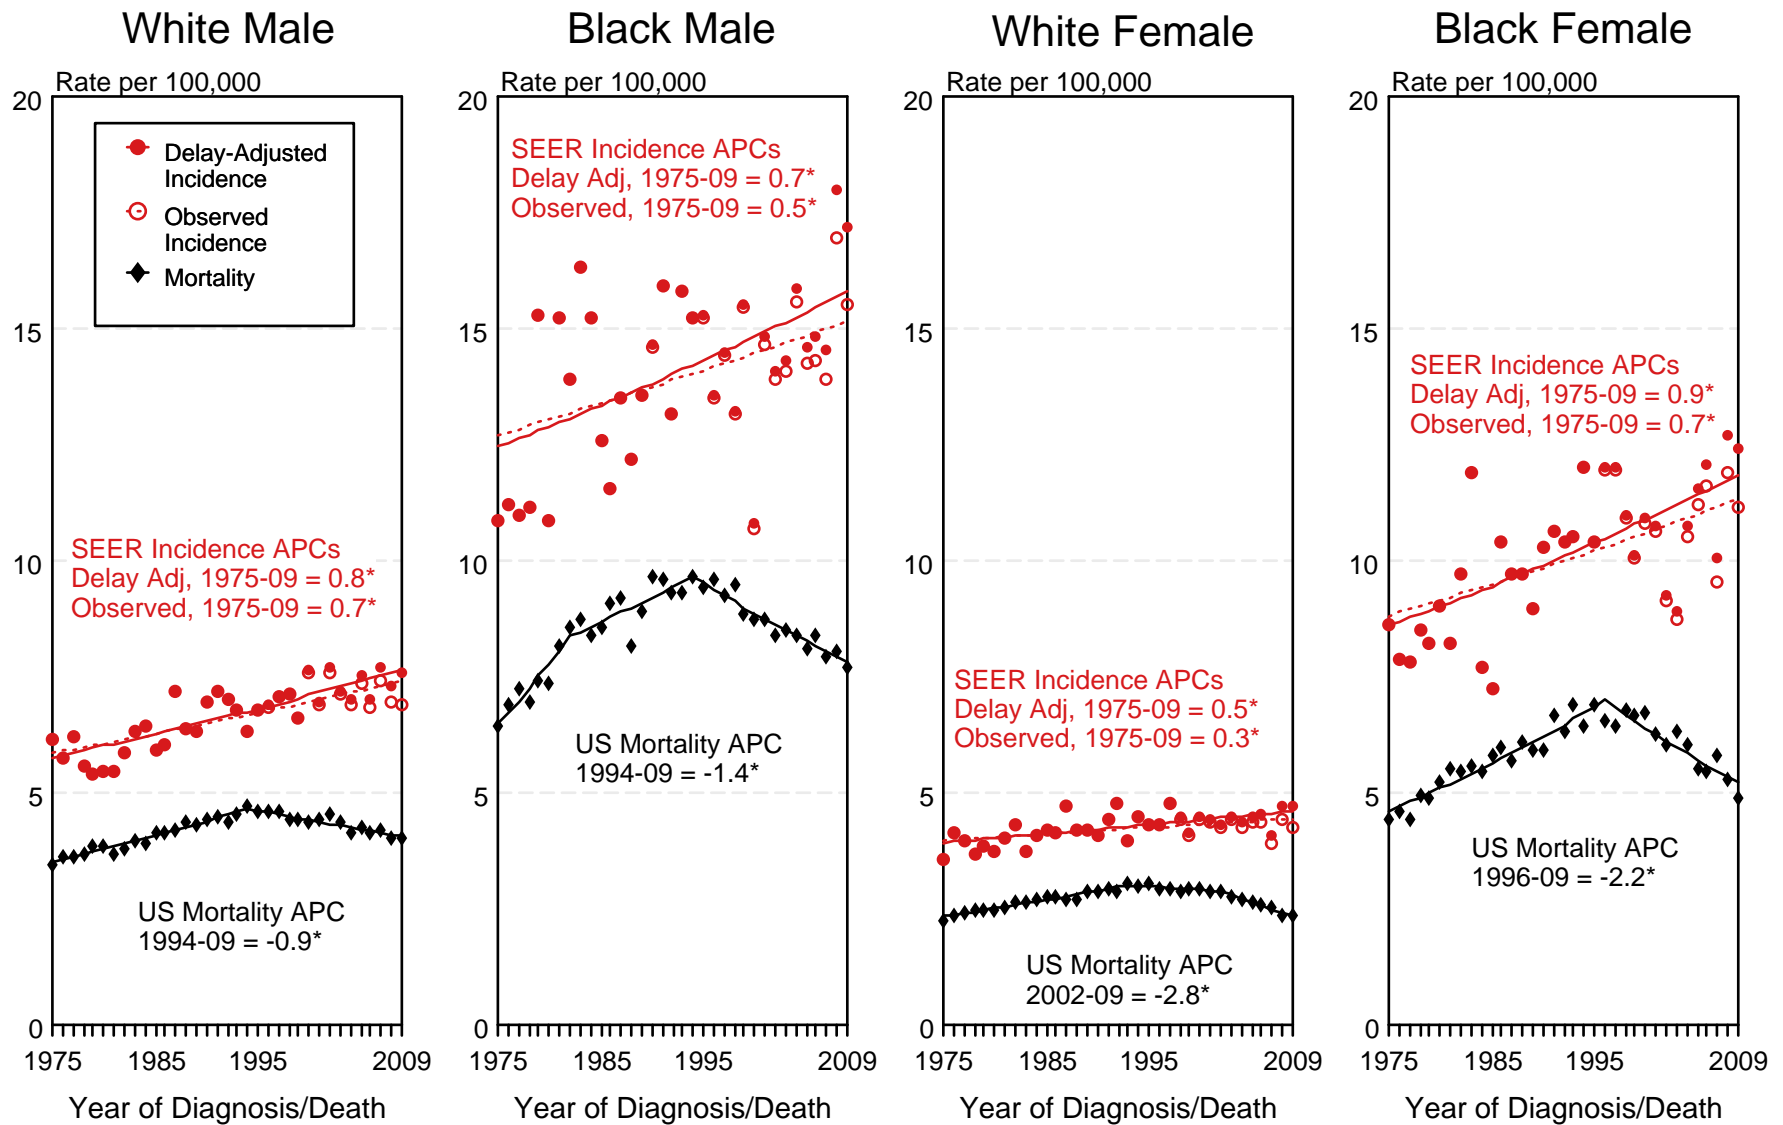 White Male
Rate per 100,000
20
Delay-Adjusted
Incidence
Observed
Incidence
Mortality
SEER Incidence APCs
Delay Adj, 1975-09 = 0.8*
Observed, 1975-09 = 0.7*
15
10
5
0
US Mortality APC
1994-09 = -0.9*
1975
1985
1995
2009
Year of Diagnosis/Death
Black Male
Rate per 100,000
20
SEER Incidence APCs
Delay Adj, 1975-09 = 0.7*
Observed, 1975-09 = 0.5*
15
10
5
0
US Mortality APC
1994-09 = -1.4*
1975
1985
1995
2009
Year of Diagnosis/Death
White Female
Rate per 100,000
20
15
10
5
0
SEER Incidence APCs
Delay Adj, 1975-09 = 0.5*
Observed, 1975-09 = 0.3*
US Mortality APC
2002-09 = -2.8*
1975
1985
1995
2009
Year of Diagnosis/Death
Black Female
Rate per 100,000
20
15
10
5
0
SEER Incidence APCs
Delay Adj, 1975-09 = 0.9*
Observed, 1975-09 = 0.7*
US Mortality APC
1996-09 = -2.2*
1975
1985
1995
2009
Year of Diagnosis/Death